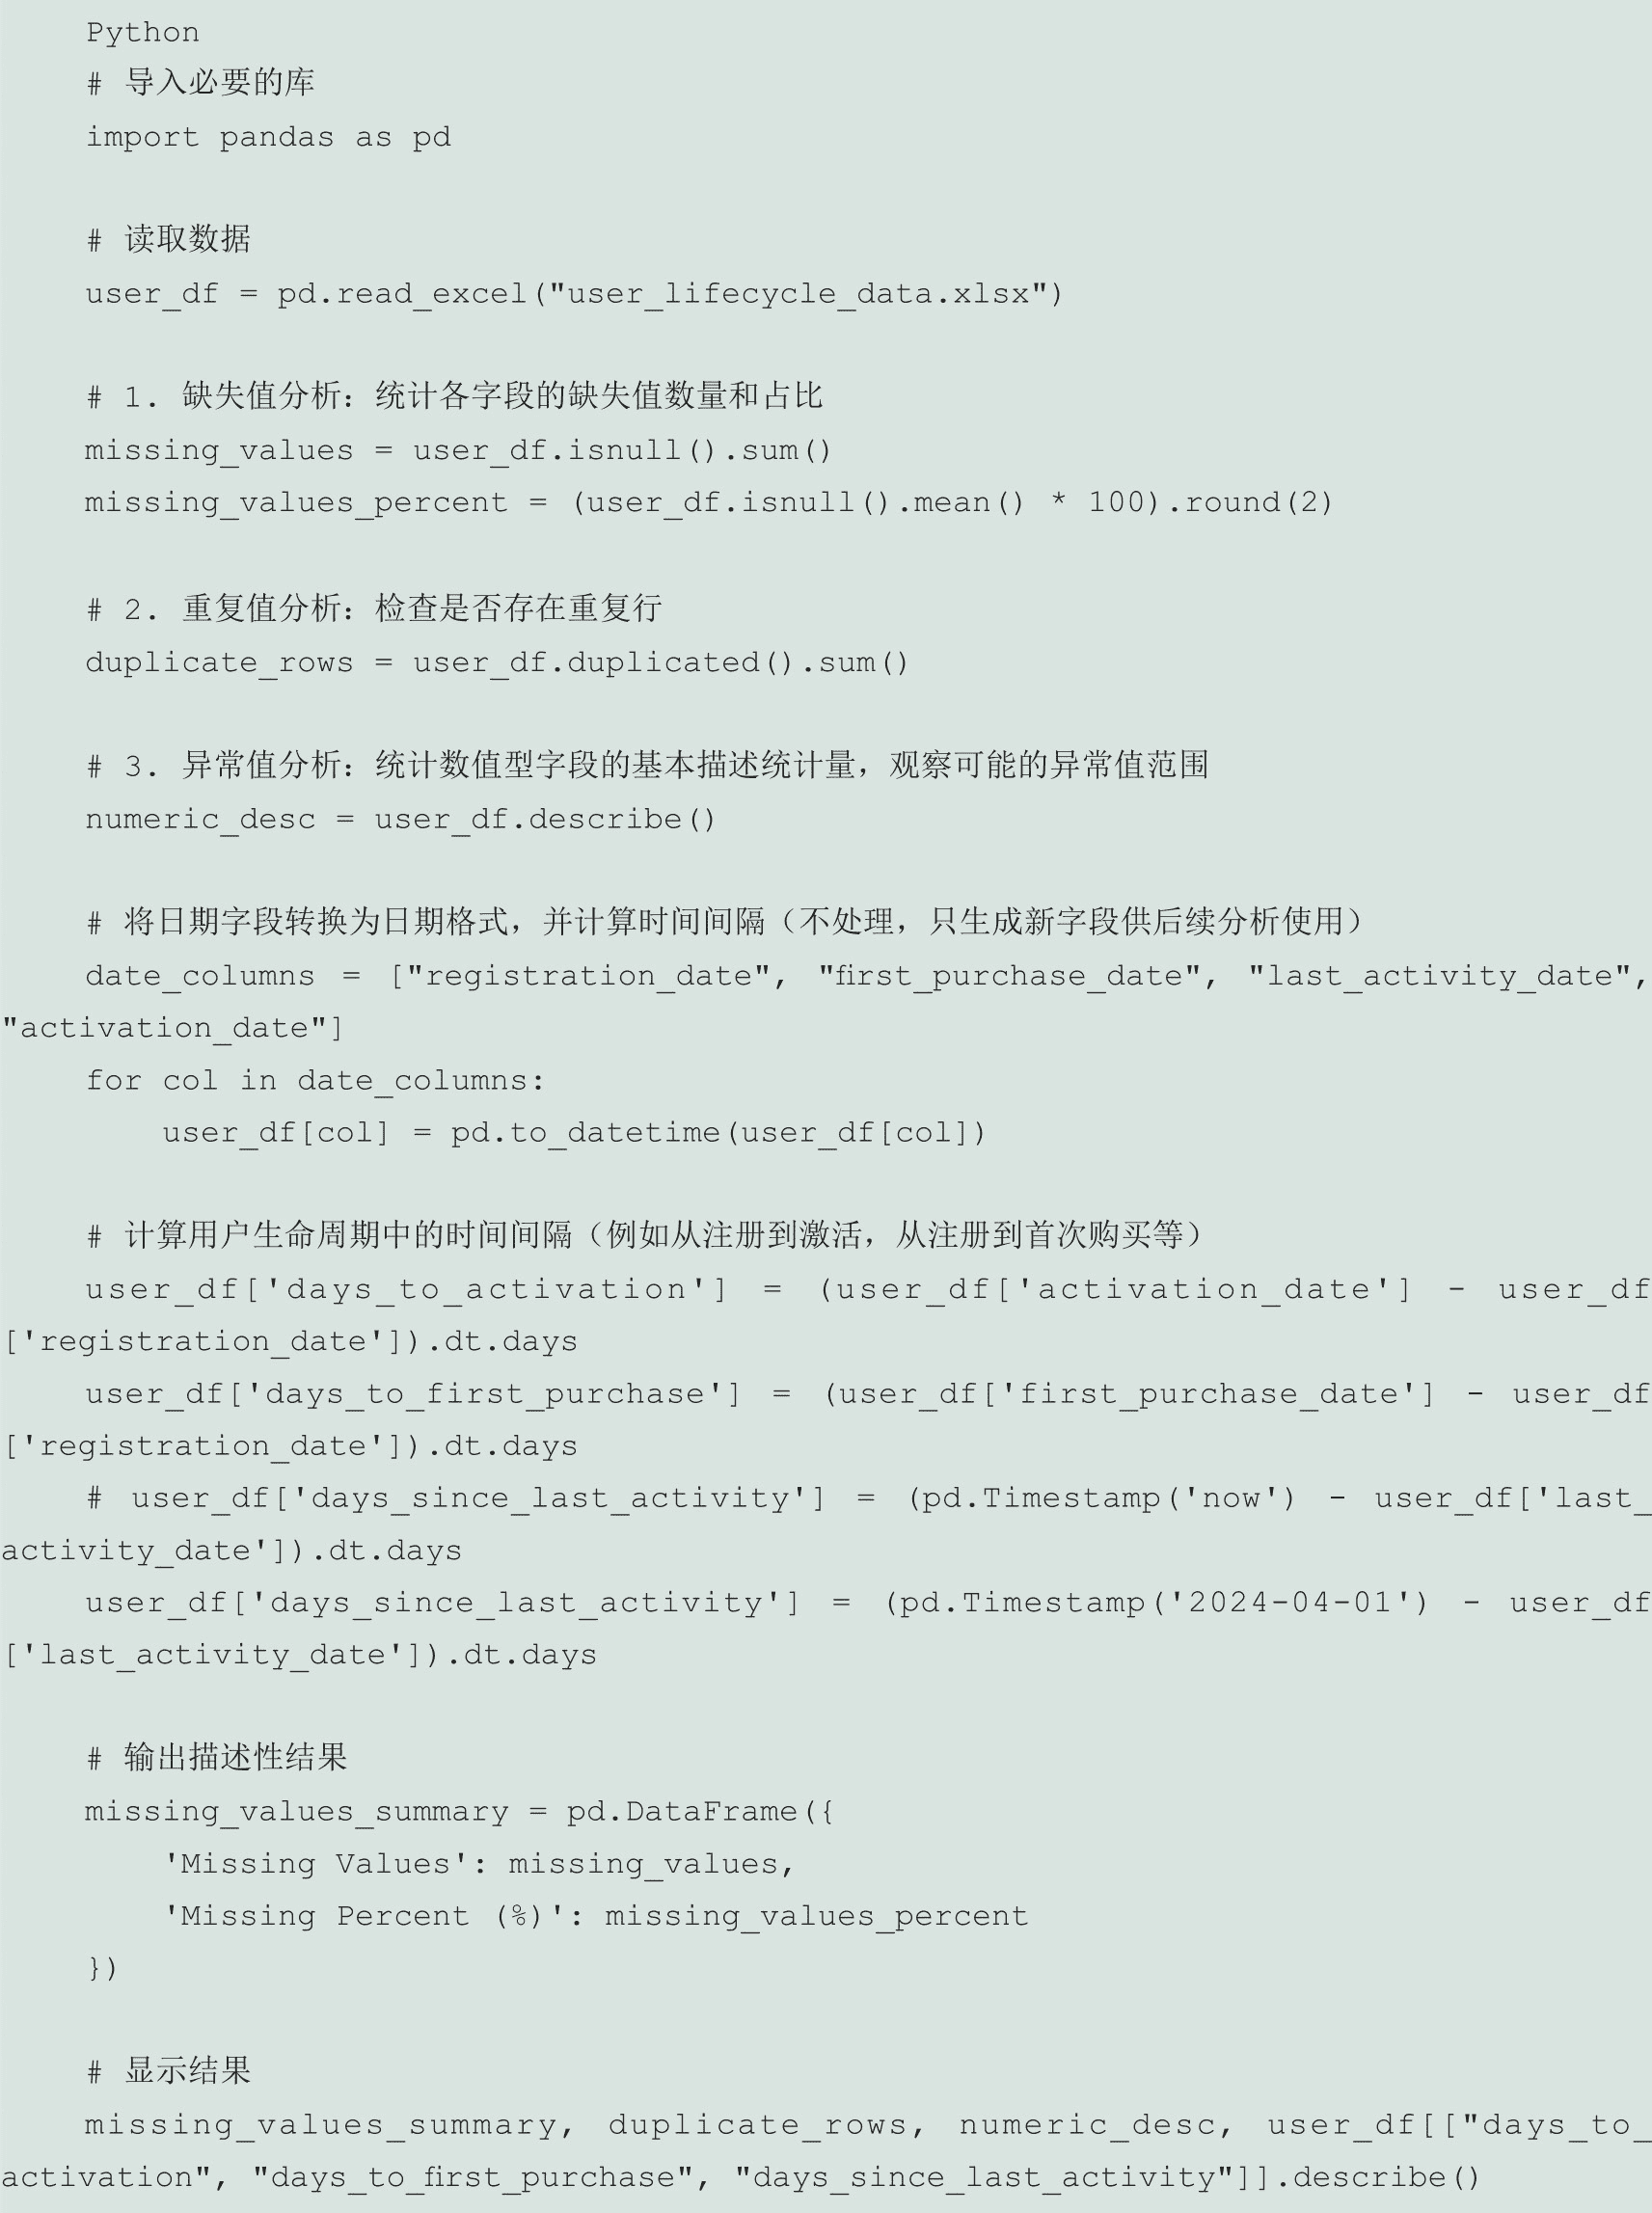 Python
# 导入必要的库
import pandas as pd
# 读取数据
user_df = pd.read_excel("user_lifecycle_data.xlsx")
# 1. 缺失值分析：统计各字段的缺失值数量和占比
missing_values = user_df.isnull().sum()
missing_values_percent = (user_df.isnull().mean() * 100).round(2)
# 2. 重复值分析：检查是否存在重复行
duplicate_rows = user_df.duplicated().sum()
# 3. 异常值分析：统计数值型字段的基本描述统计量，观察可能的异常值范围
numeric_desc = user_df.describe()
# 将日期字段转换为日期格式，并计算时间间隔（不处理，只生成新字段供后续分析使用）
date_columns = ["registration_date", "first_purchase_date", "last_activity_date",
"activation_date"]
for col in date_columns:
    user_df[col] = pd.to_datetime(user_df[col])
# 计算用户生命周期中的时间间隔（例如从注册到激活，从注册到首次购买等）
user_df['days_to_activation'] = (user_df['activation_date'] - user_df
['registration_date']).dt.days
user_df['days_to_first_purchase'] = (user_df['first_purchase_date'] - user_df
['registration_date']).dt.days
# user_df['days_since_last_activity'] = (pd.Timestamp('now') - user_df['last_
activity_date']).dt.days
user_df['days_since_last_activity'] = (pd.Timestamp('2024-04-01') - user_df
['last_activity_date']).dt.days
# 输出描述性结果
missing_values_summary = pd.DataFrame({
    'Missing Values': missing_values,
    'Missing Percent (%)': missing_values_percent
})
# 显示结果
missing_values_summary, duplicate_rows, numeric_desc, user_df[["days_to_
activation", "days_to_first_purchase", "days_since_last_activity"]].describe()